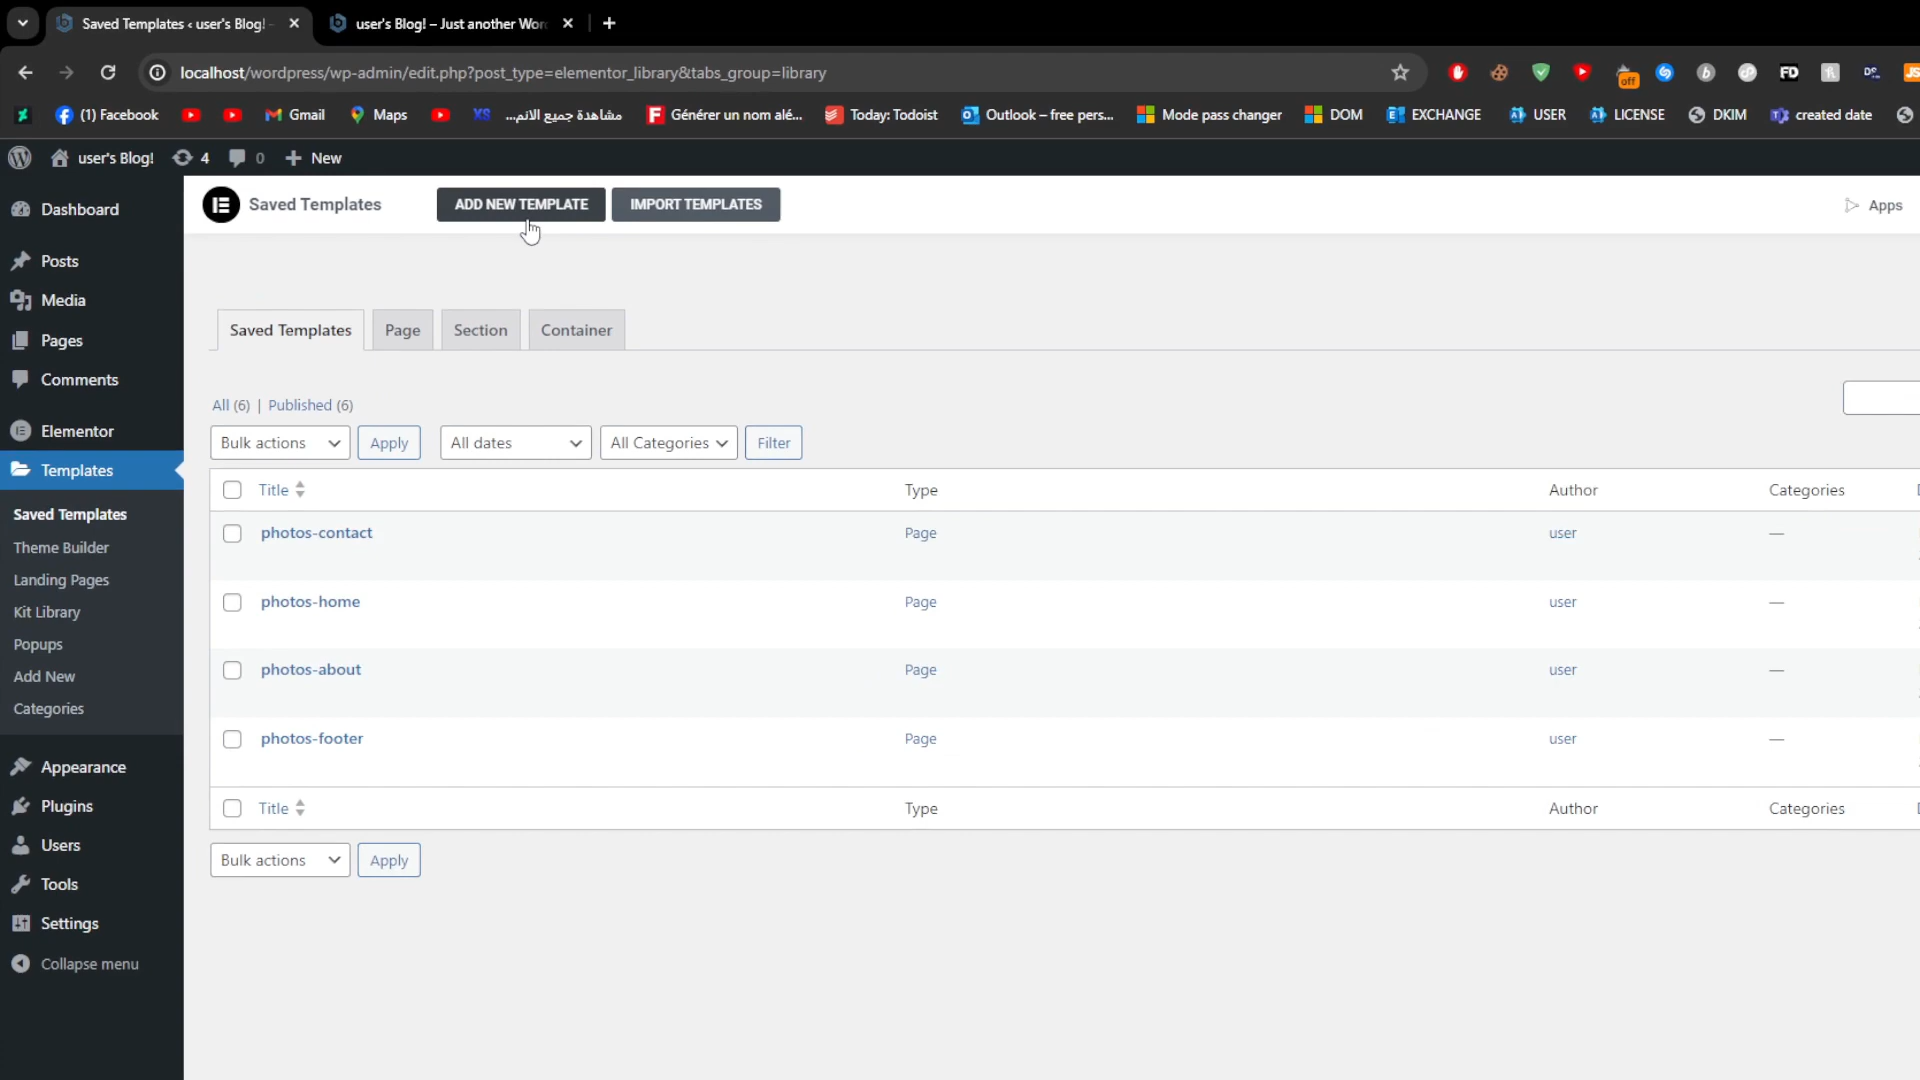 Saved Templates ‹ user's Blog! -
user's Blog! – Just another Wor
localhost/wordpress/wp-admin/edit.php?post_type=elementor_library&tabs_group=library
off
b
FD
(1) Facebook
Gmail
Maps
XS
مشاهدة جميع الانم...
Générer un nom alé...
Today: Todoist
Outlook – free pers...
Mode pass changer
DOM
EXCHANGE
USER
LICENSE
DKIM
created date
user's Blog!
4
0
New
Dashboard
Posts
Media
Pages
Comments
Elementor
Templates
Saved Templates
Theme Builder
Landing Pages
Kit Library
Popups
Add New
Categories
Appearance
Plugins
Users
Tools
Settings
Collapse menu
Saved Templates
ADD NEW TEMPLATE
IMPORT TEMPLATES
Apps
Saved Templates
Page
Section
Container
All (6) | Published (6)
Bulk actions
Apply
All dates
All Categories
Filter
Title
Type
Author
Categories
photos-contact
Page
user
—
photos-home
Page
user
—
photos-about
Page
user
—
photos-footer
Page
user
—
Title
Type
Author
Categories
Bulk actions
Apply